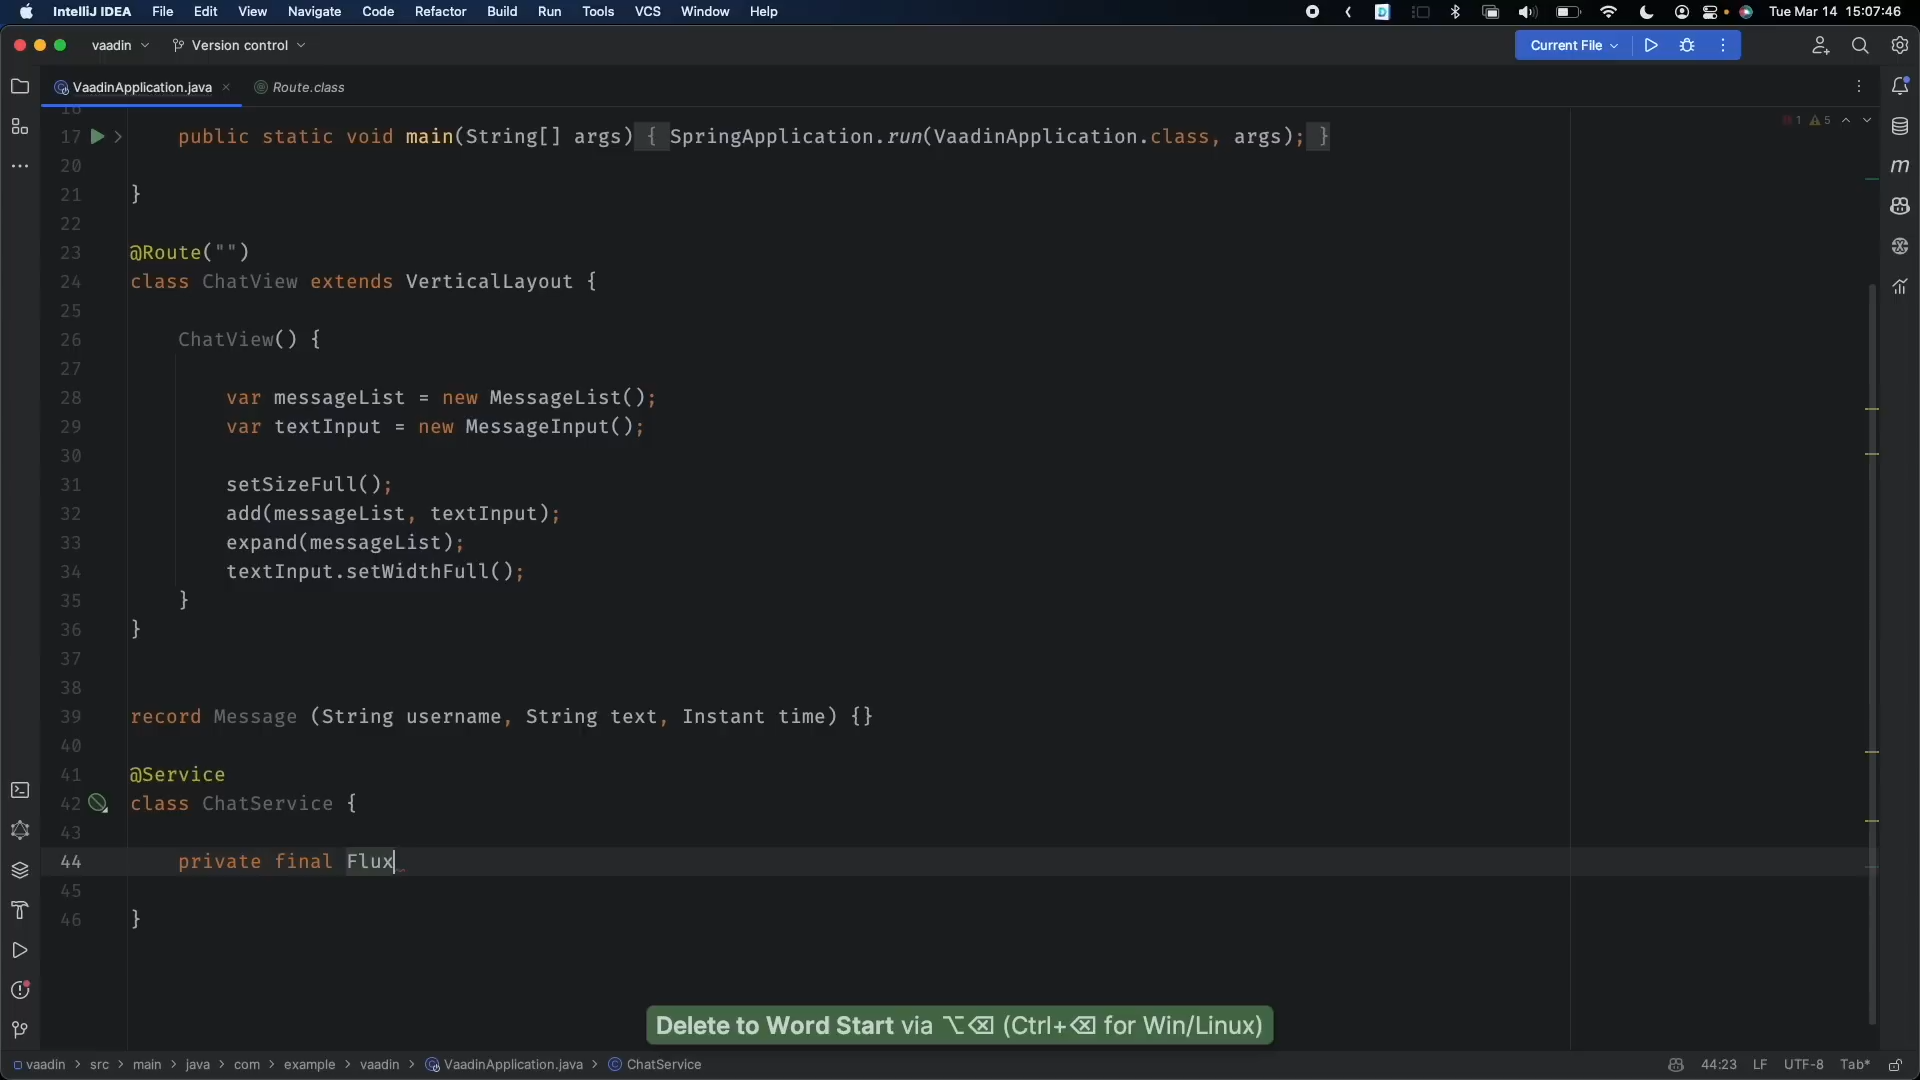 IntelliJ IDEA File Edit View Navigate Code Refactor Build Run Tools VCS Window Help Tue Mar 14 15:07:46
vaadin Version control Current File
VaadinApplication.java Route.class
16
17 public static void main(String[] args) { SpringApplication.run(VaadinApplication.class, args); } 1 5
20
21 }
22
23 @Route("")
24 class ChatView extends VerticalLayout {
25
26 ChatView() {
27
28 var messageList = new MessageList();
29 var textInput = new MessageInput();
30
31 setSizeFull();
32 add(messageList, textInput);
33 expand(messageList);
34 textInput.setWidthFull();
35 }
36 }
37
38
39 record Message (String username, String text, Instant time) {}
40
41 @Service
42 class ChatService {
43
44 private final Flux
45
46 }
Delete to Word Start via ⌥⌫ (Ctrl+⌫ for Win/Linux)
vaadin > src > main > java > com > example > vaadin > VaadinApplication.java > ChatService 44:23 LF UTF-8 Tab*